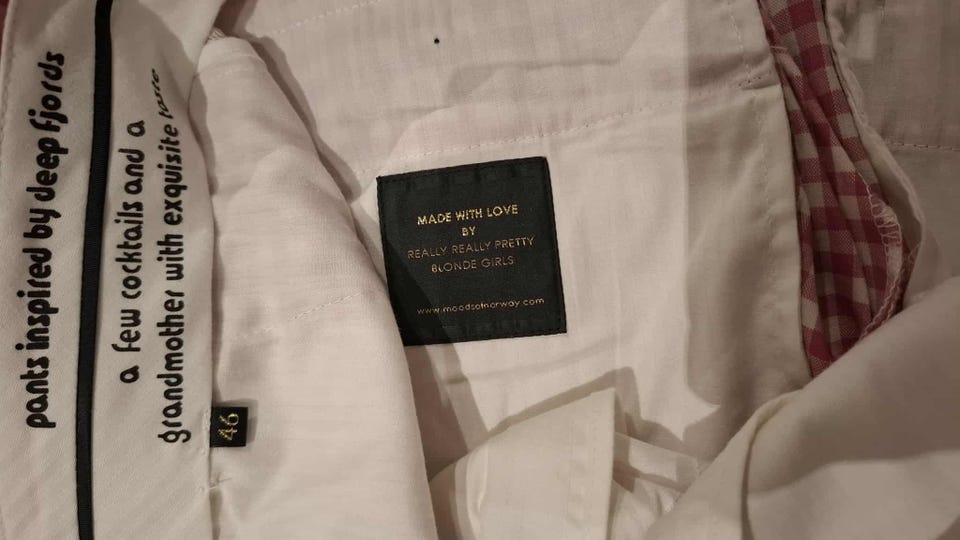 pants inspired by deep fjords
a few cocktails and a
grandmother with exquisite taste
46
MADE WITH LOVE
BY
REALLY REALLY PRETTY
BLONDE GIRLS
www.moodsofnorway.com